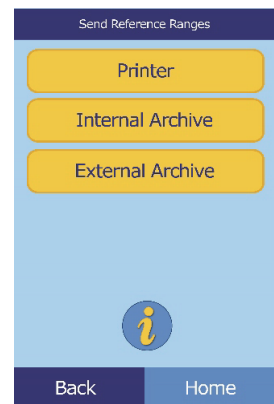 Send Reference Ranges
Printer
Internal Archive
External Archive
i
Back Home